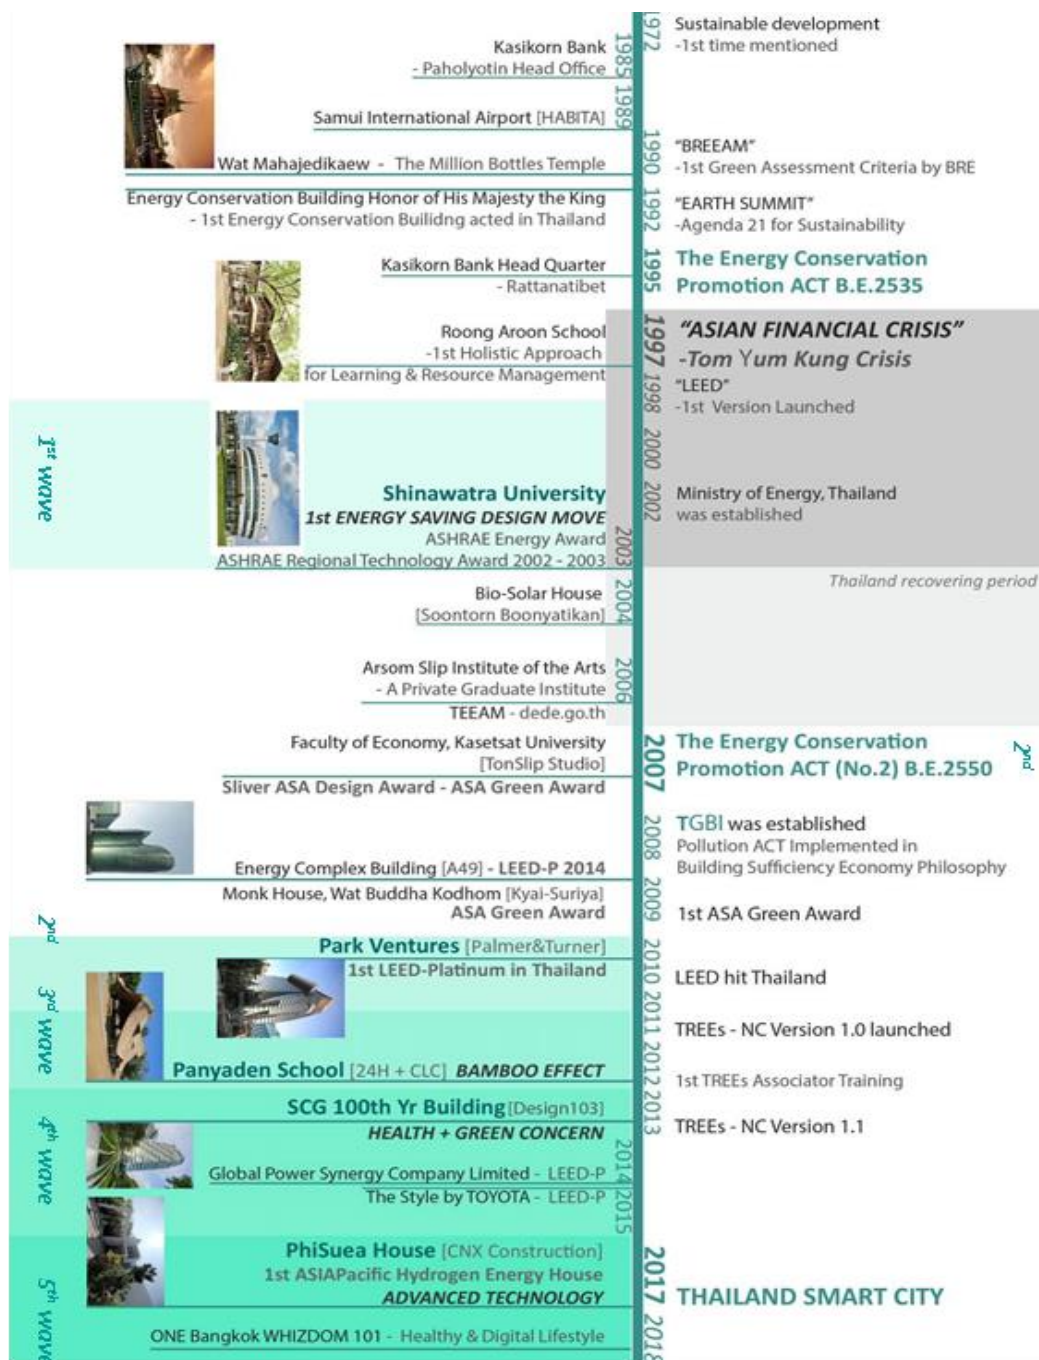 1972
Sustainable development
-1st time mentioned
Kasikorn Bank
- Paholyotin Head Office
1985
1989
Samui International Airport [HABITA]
1990
"BREEAM"
-1st Green Assessment Criteria by BRE
Wat Mahajedikaew - The Million Bottles Temple
Energy Conservation Building Honor of His Majesty the King
- 1st Energy Conservation Builidng acted in Thailand
1992
"EARTH SUMMIT"
-Agenda 21 for Sustainability
Kasikorn Bank Head Quarter
- Rattanatibet
1995
The Energy Conservation
Promotion ACT B.E.2535
Roong Aroon School
-1st Holistic Approach
for Learning & Resource Management
1997
"ASIAN FINANCIAL CRISIS"
-Tom Yum Kung Crisis
1998
"LEED"
-1st Version Launched
2000
1st wave
Shinawatra University
1st ENERGY SAVING DESIGN MOVE
ASHRAE Energy Award
ASHRAE Regional Technology Award 2002 - 2003
2002
Ministry of Energy, Thailand
was established
2003
Thailand recovering period
Bio-Solar House
[Soontorn Boonyatikan]
2004
Arsom Slip Institute of the Arts
- A Private Graduate Institute
2006
TEEAM - dede.go.th
Faculty of Economy, Kasetsat University
[TonSlip Studio]
Sliver ASA Design Award - ASA Green Award
2007
The Energy Conservation
Promotion ACT (No.2) B.E.2550
2nd
2008
TGBI was established
Pollution ACT Implemented in
Building Sufficiency Economy Philosophy
Energy Complex Building [A49] - LEED-P 2014
Monk House, Wat Buddha Kodhom [Kyai-Suriya]
ASA Green Award
2009
1st ASA Green Award
2nd
Park Ventures [Palmer&Turner]
1st LEED-Platinum in Thailand
2010
LEED hit Thailand
3rd wave
2011
TREEs - NC Version 1.0 launched
Panyaden School [24H + CLC] BAMBOO EFFECT
2012
1st TREEs Associator Training
SCG 100th Yr Building[Design103]
HEALTH + GREEN CONCERN
2013
TREEs - NC Version 1.1
4th wave
2014
Global Power Synergy Company Limited - LEED-P
The Style by TOYOTA - LEED-P
2015
PhiSuea House [CNX Construction]
1st ASIAPacific Hydrogen Energy House
ADVANCED TECHNOLOGY
2017
THAILAND SMART CITY
5th wave
ONE Bangkok WHIZDOM 101 - Healthy & Digital Lifestyle
2018